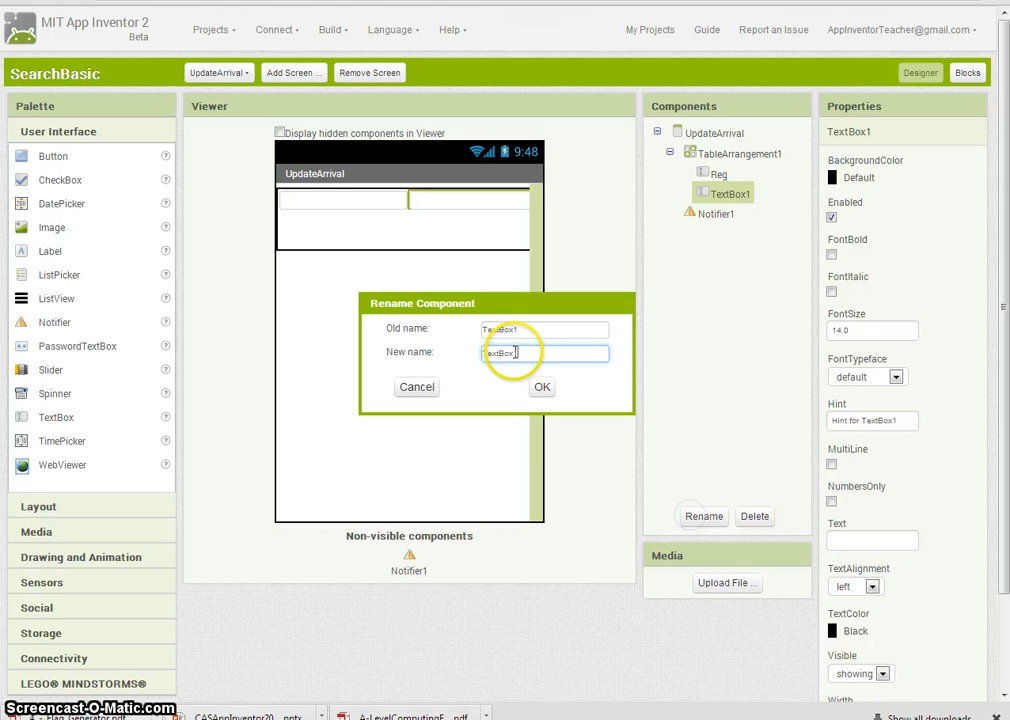 MIT App Inventor 2
Beta
Projects
Connect
Build
Language
Help
My Projects
Guide
Report an Issue
AppInventorTeacher@gmail.com
SearchBasic
UpdateArrival
Add Screen ...
Remove Screen
Designer
Blocks
Palette
User Interface
Button
CheckBox
DatePicker
Image
Label
ListPicker
ListView
Notifier
PasswordTextBox
Slider
Spinner
TextBox
TimePicker
WebViewer
Layout
Media
Drawing and Animation
Sensors
Social
Storage
Connectivity
LEGO® MINDSTORMS®
Viewer
Display hidden components in Viewer
9:48
UpdateArrival
Rename Component
Old name:
TextBox1
New name:
TextBox
Cancel
OK
Non-visible components
Notifier1
Components
UpdateArrival
TableArrangement1
Reg
TextBox1
Notifier1
Rename
Delete
Media
Upload File ...
Properties
TextBox1
BackgroundColor
Default
Enabled
FontBold
FontItalic
FontSize
14.0
FontTypeface
default
Hint
Hint for TextBox1
MultiLine
NumbersOnly
Text
TextAlignment
left
TextColor
Black
Visible
showing
Width
Screencast-O-Matic.com
CASAppInventor20....pptx
A-LevelComputingF....pdf
Show all downloads...